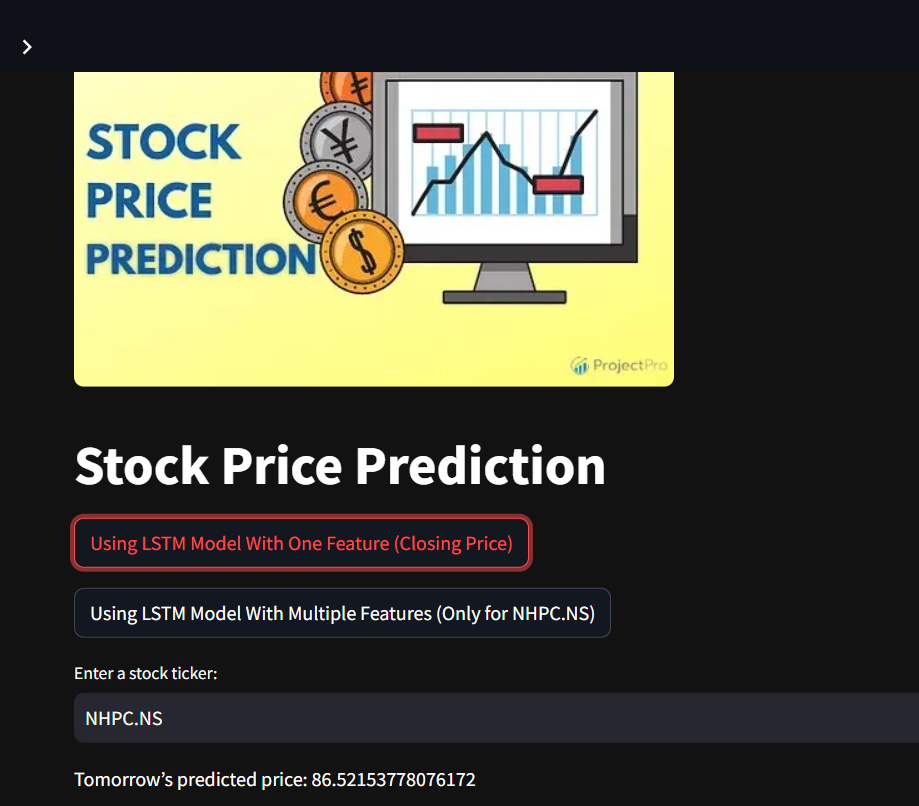 STOCK
PRICE
PREDICTION
ProjectPro
Stock Price Prediction
Using LSTM Model With One Feature (Closing Price)
Using LSTM Model With Multiple Features (Only for NHPC.NS)
Enter a stock ticker:
NHPC.NS
Tomorrow’s predicted price: 86.52153778076172